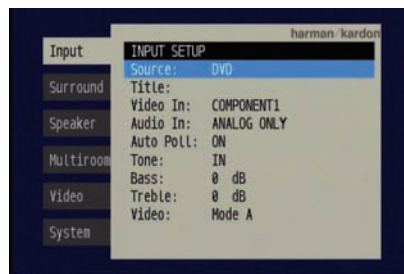 harman/kardon
Input
Surround
Speaker
Multiroom
Video
System
INPUT SETUP
Source: DVD
Title:
Video In: COMPONENT1
Audio In: ANALOG ONLY
Auto Poll: ON
Tone: IN
Bass: 0 dB
Treble: 0 dB
Video: Mode A